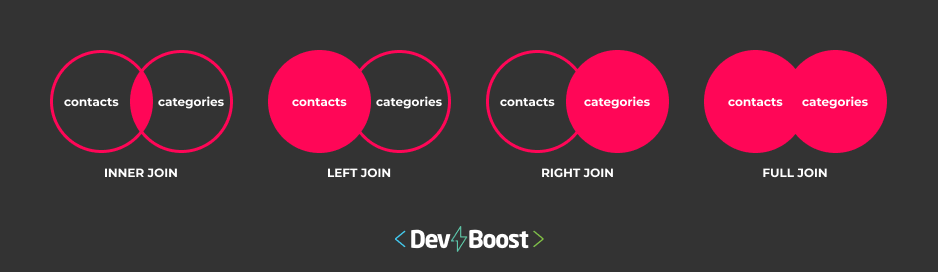 contacts categories contacts categories contacts categories contacts categories
INNER JOIN LEFT JOIN RIGHT JOIN FULL JOIN
Dev Boost